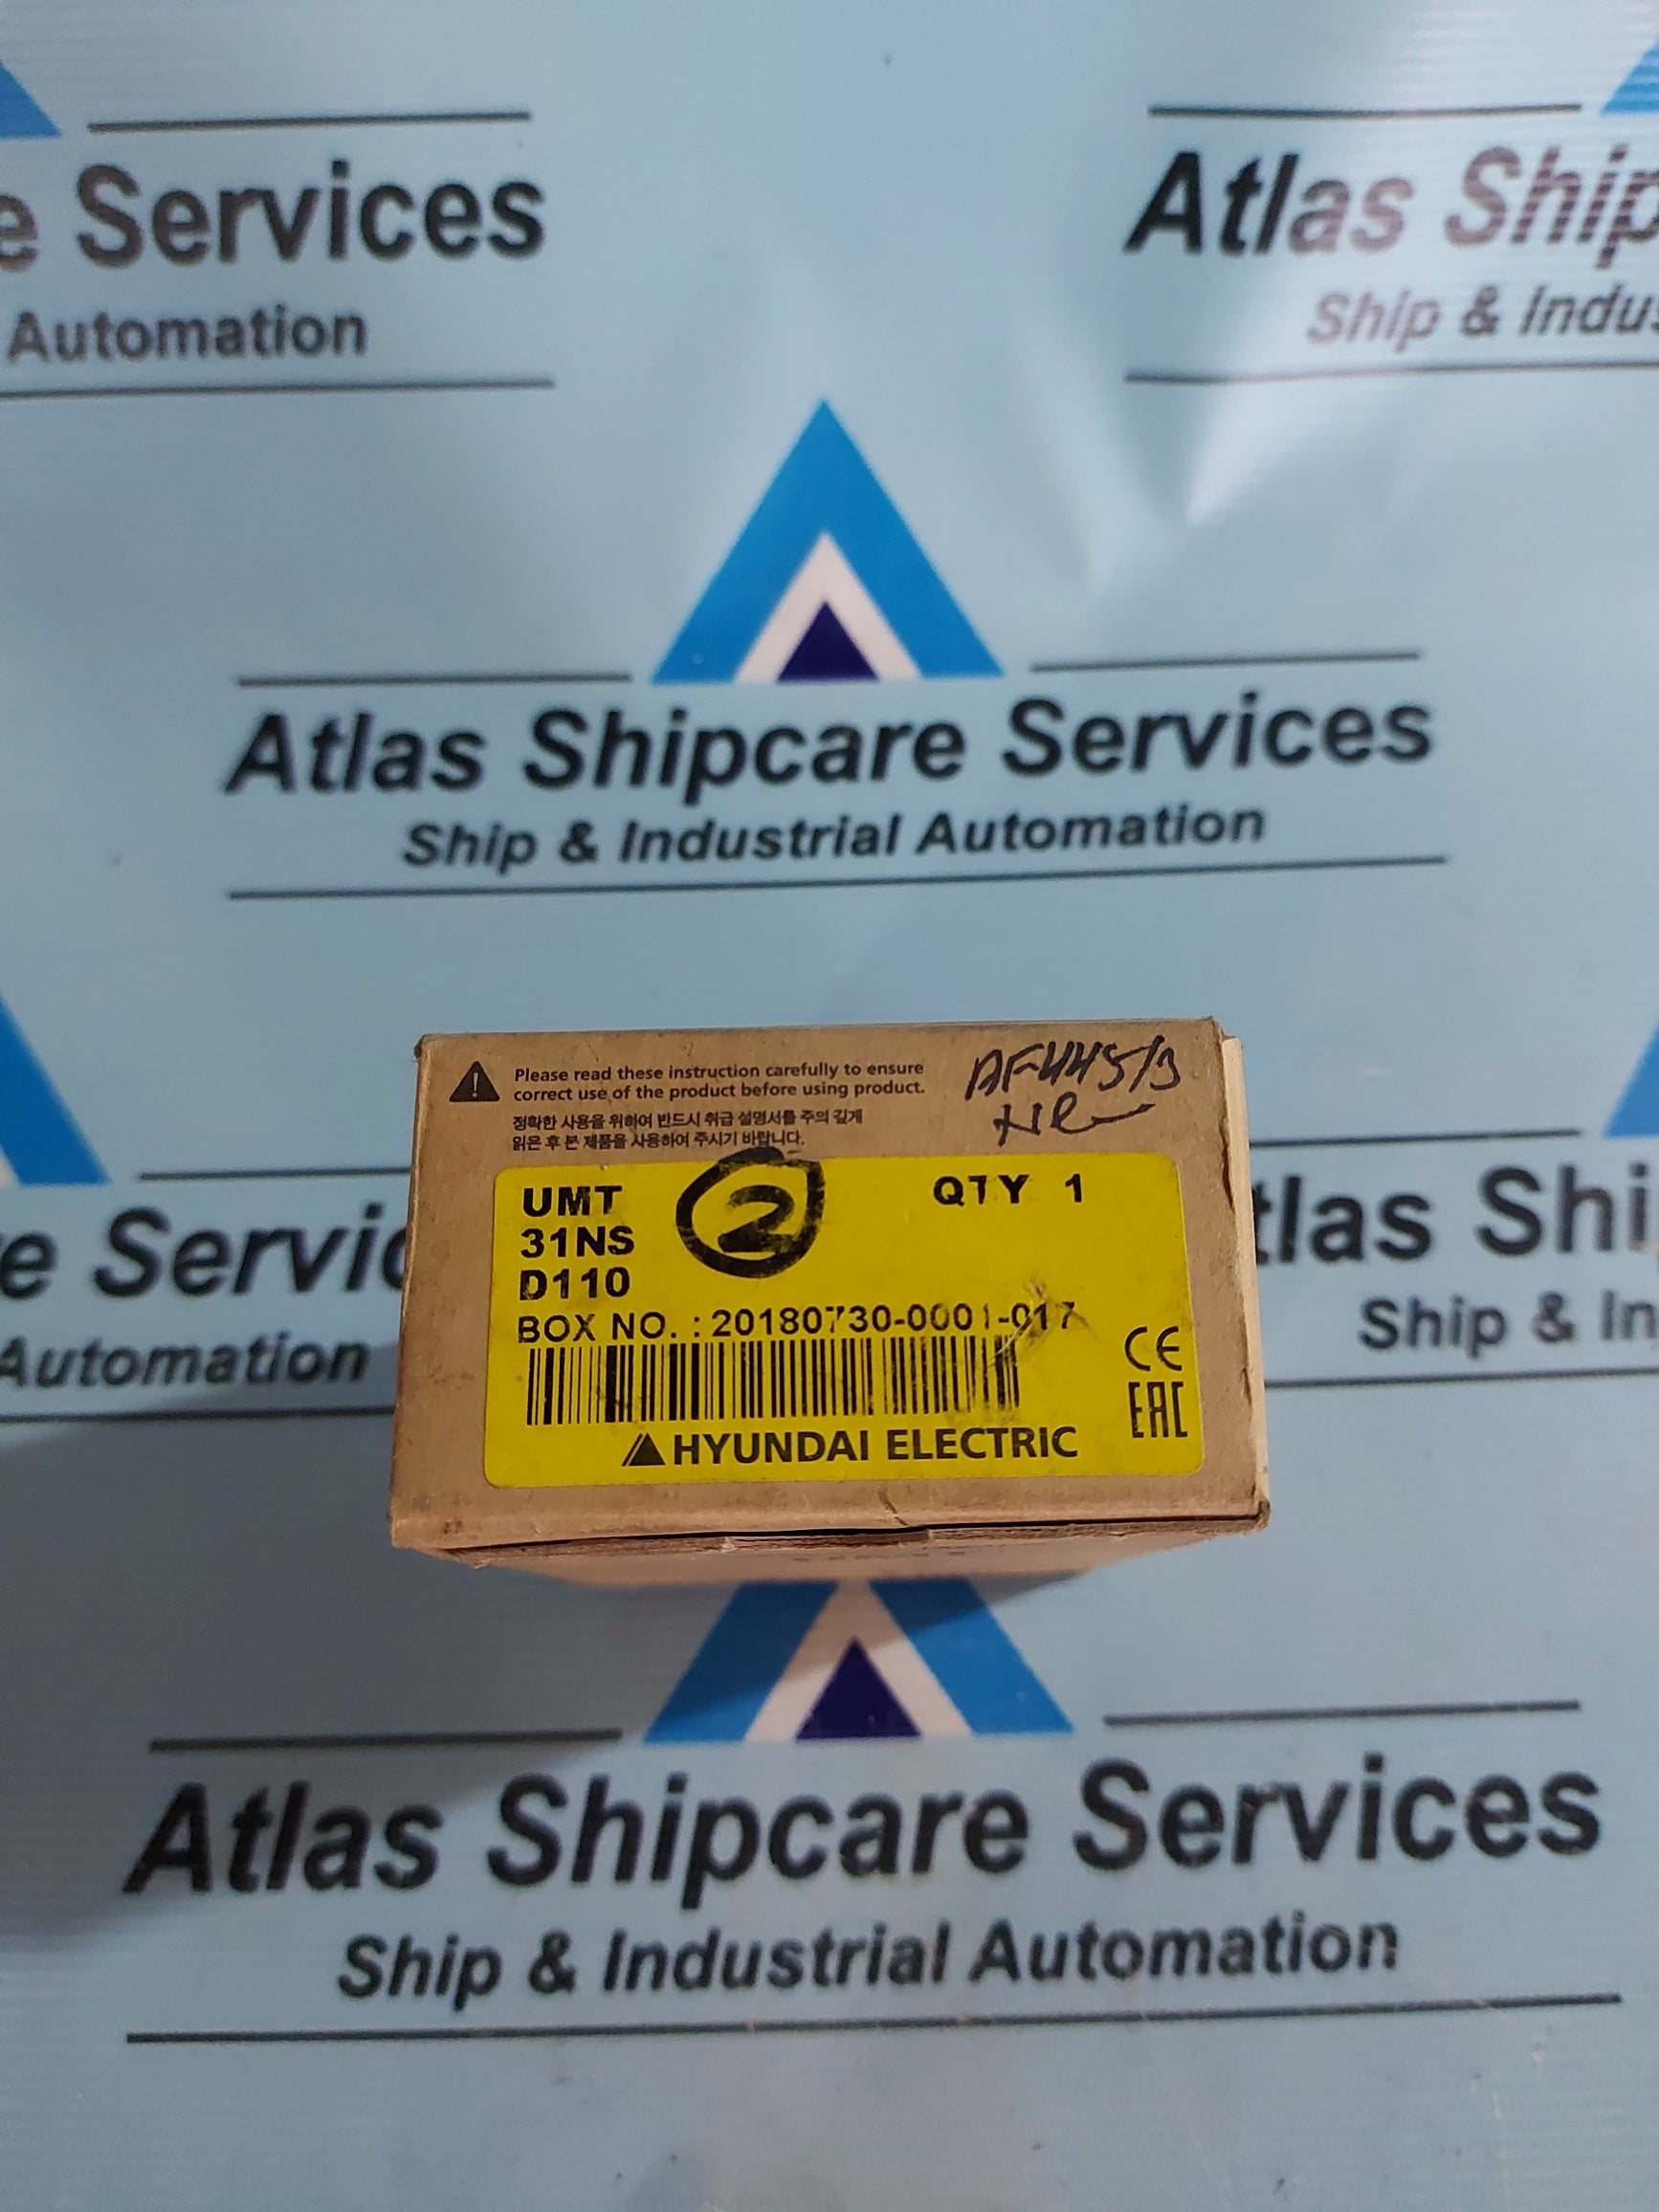 e Services
Automation
Atlas Ship
Ship & Indus
Atlas Shipcare Services
Ship & Industrial Automation
Please read these instruction carefully to ensure
correct use of the product before using product.
정확한 사용을 위하여 반드시 취급 설명서를 주의 깊게
읽은 후 본 제품을 사용하여 주시기 바랍니다.
AF445/3
UMT
2
QTY 1
31NS
D110
BOX NO. : 20180730-0001-017
CE
EAC
HYUNDAI ELECTRIC
re Servic
Automation
tlas Shi
Ship & In
Atlas Shipcare Services
Ship & Industrial Automation